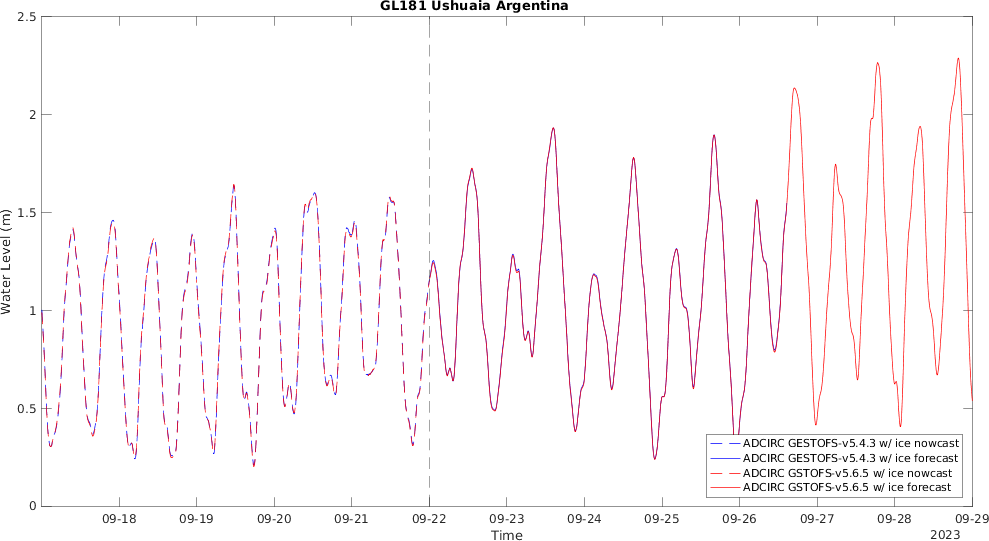 GL181 Ushuaia Argentina
2.5
2
1.5
1
0.5
0
Water Level (m)
ADCIRC GESTOFS-v5.4.3 w/ ice nowcast
ADCIRC GESTOFS-v5.4.3 w/ ice forecast
ADCIRC GSTOFS-v5.6.5 w/ ice nowcast
ADCIRC GSTOFS-v5.6.5 w/ ice forecast
09-18 09-19 09-20 09-21 09-22 09-23 09-24 09-25 09-26 09-27 09-28 09-29
Time
2023